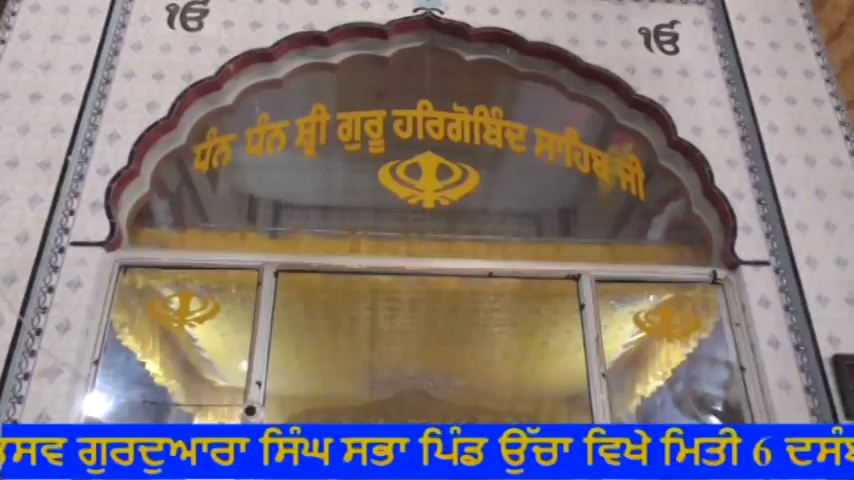 ੴ ੴ
ਧੰਨ ਧੰਨ ਸ਼੍ਰੀ ਗੁਰੂ ਹਰਿਗੋਬਿੰਦ ਸਾਹਿਬ ਜੀ
ਗੁਰਦੁਆਰਾ ਸਿੰਘ ਸਭਾ ਪਿੰਡ ਉੱਚਾ ਵਿਖੇ ਮਿਤੀ 6